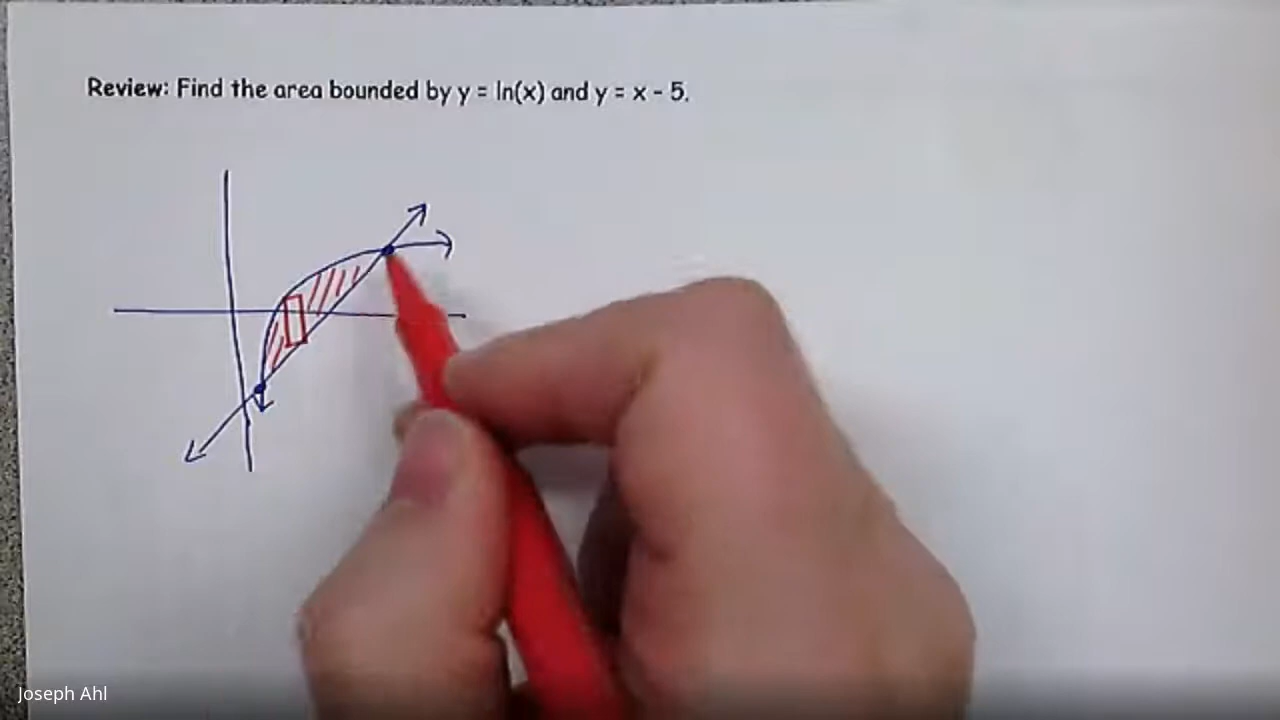 Review: Find the area bounded by y = ln(x) and y = x - 5.
Joseph Ahl